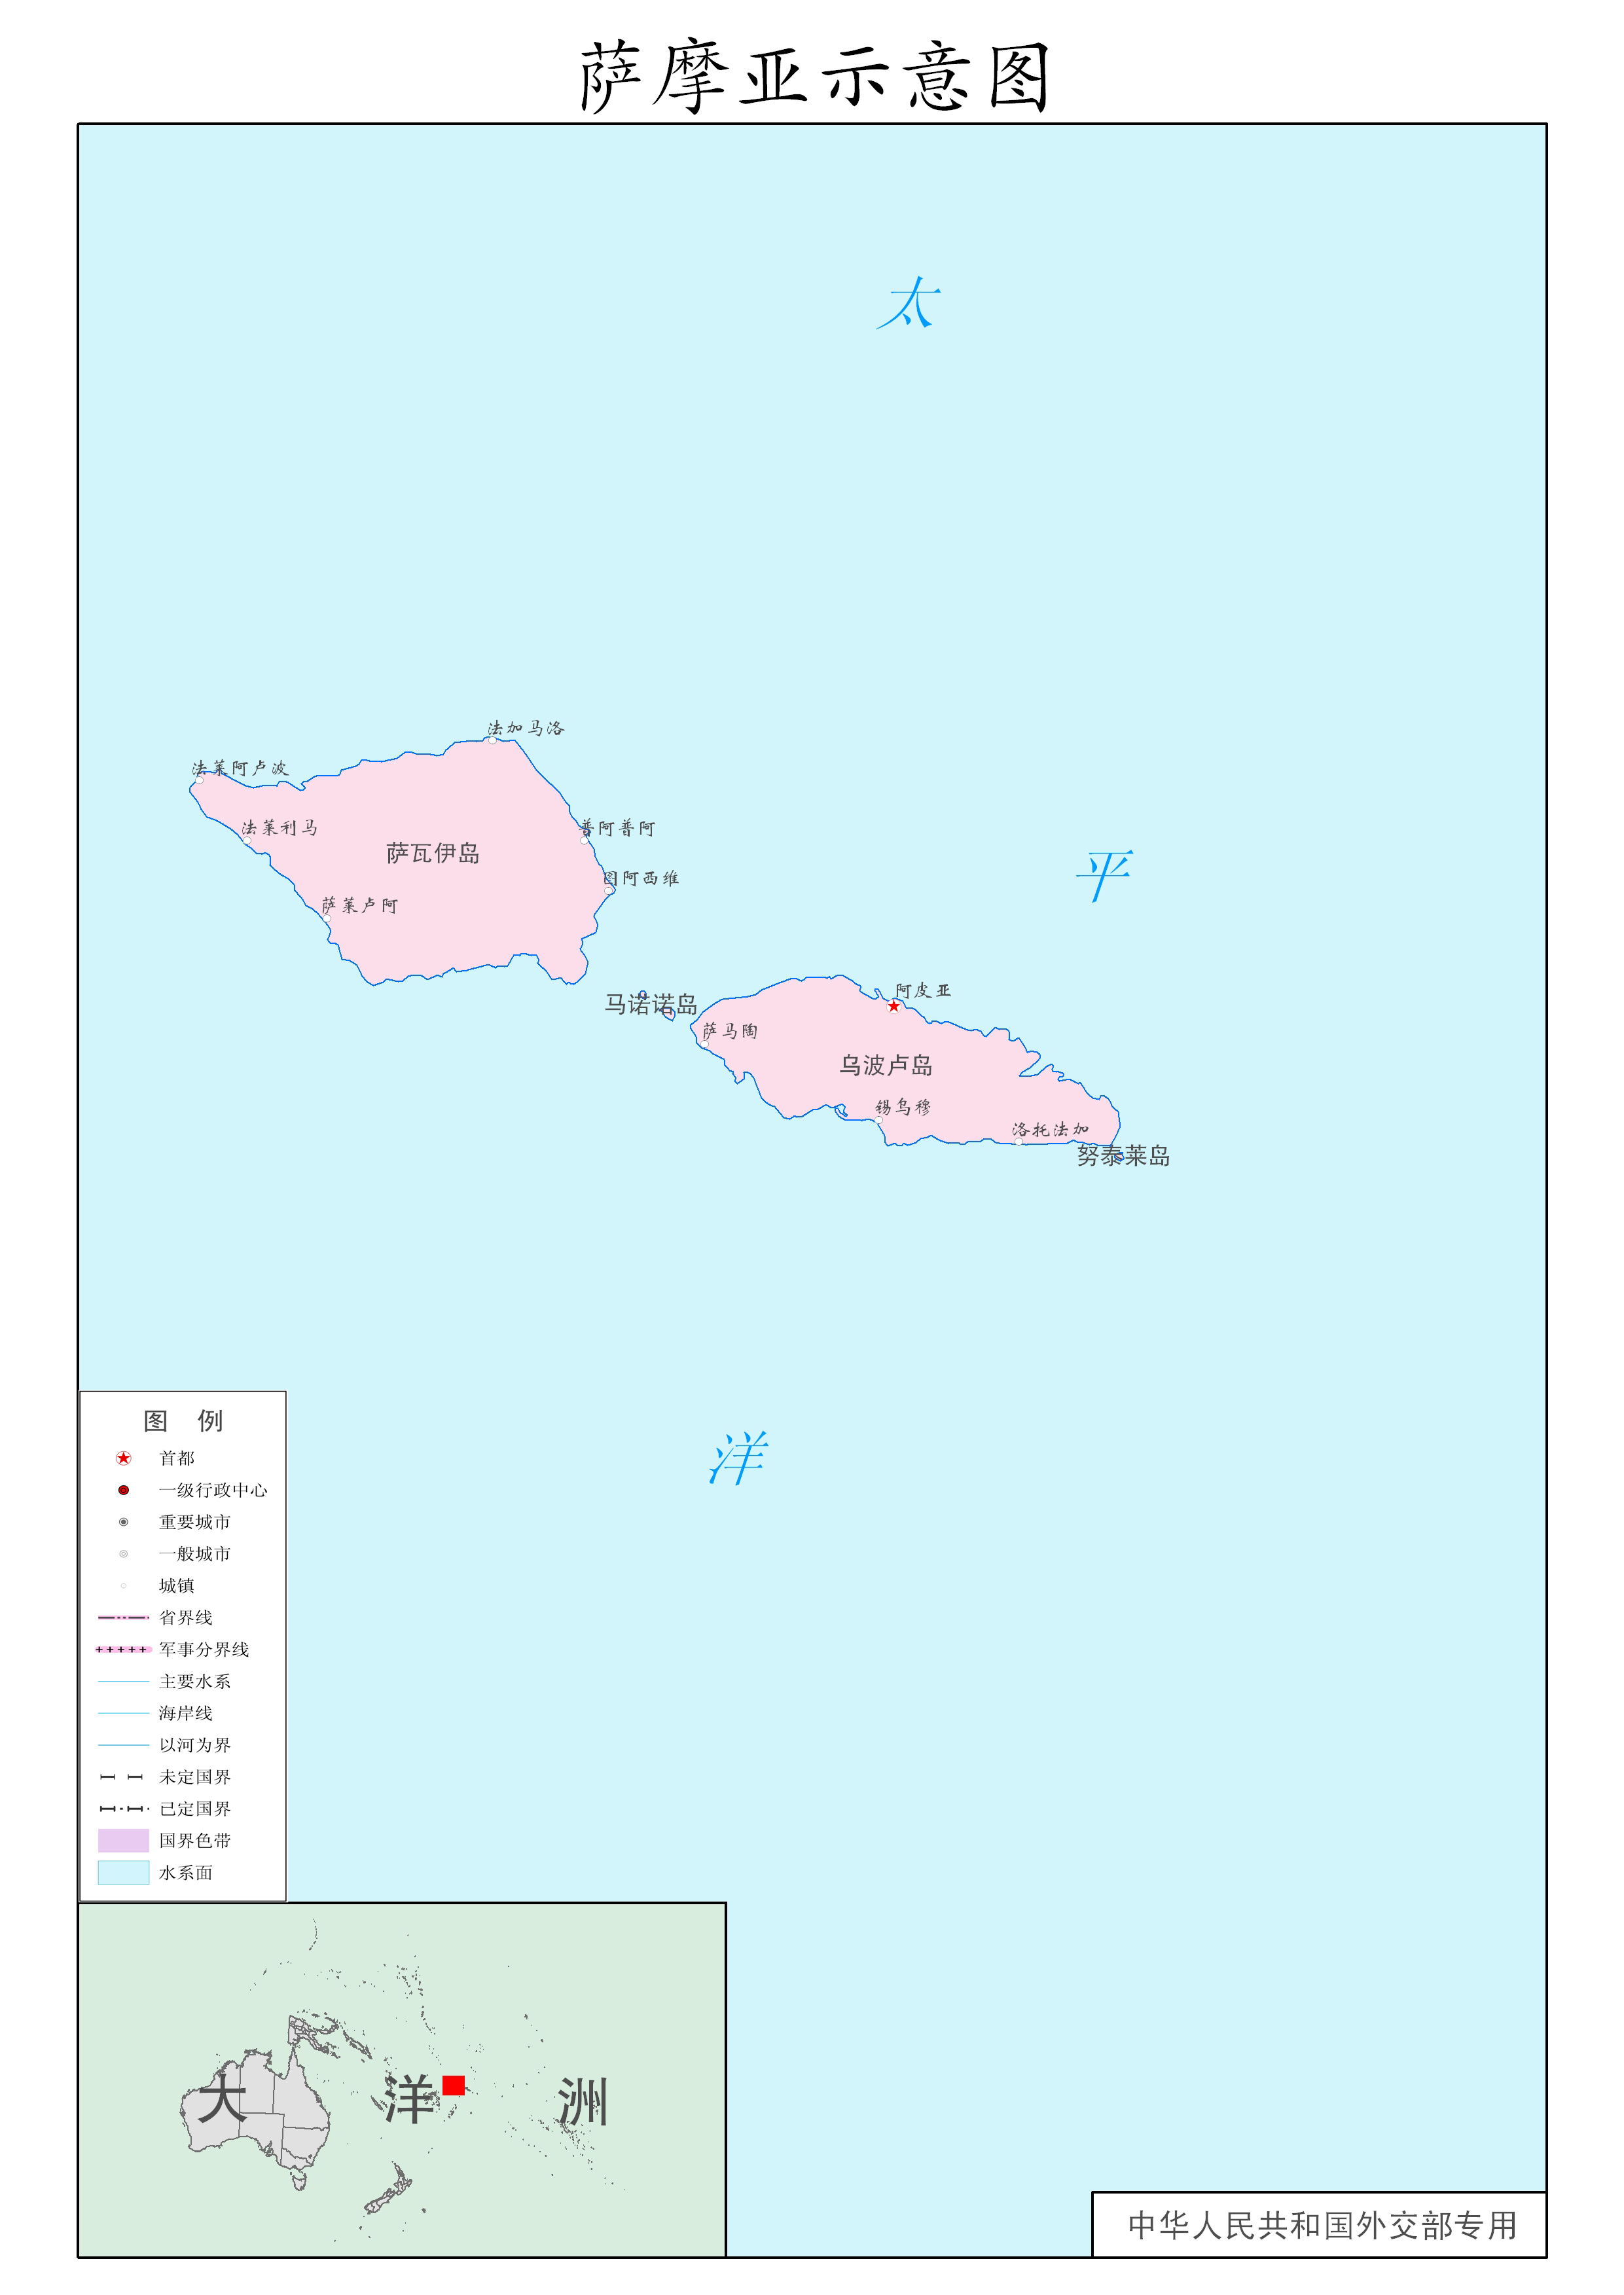 萨摩亚示意图
太
平
洋
法加马洛
法莱阿卢波
法莱利马
普阿普阿
萨瓦伊岛
图阿西维
萨莱卢阿
阿皮亚
马诺诺岛
萨马陶
乌波卢岛
锡乌穆
洛托法加
努泰莱岛
图例
首都
一级行政中心
重要城市
一般城市
城镇
省界线
军事分界线
主要水系
海岸线
以河为界
未定国界
已定国界
国界色带
水系面
大洋洲
中华人民共和国外交部专用